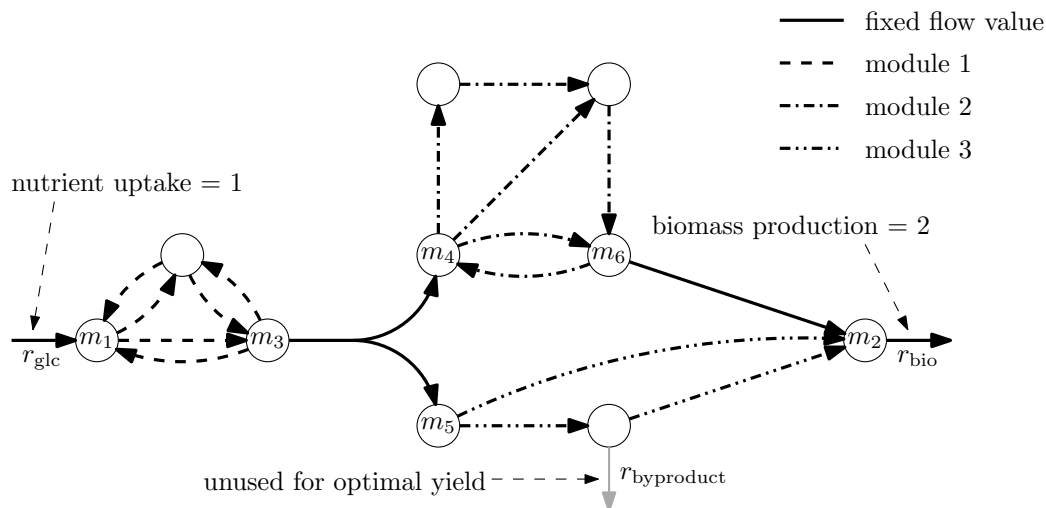 fixed flow value
module 1
module 2
module 3
nutrient uptake = 1
biomass production = 2
m4
m6
m1
m3
m2
rglc
rbio
m5
rbyproduct
unused for optimal yield